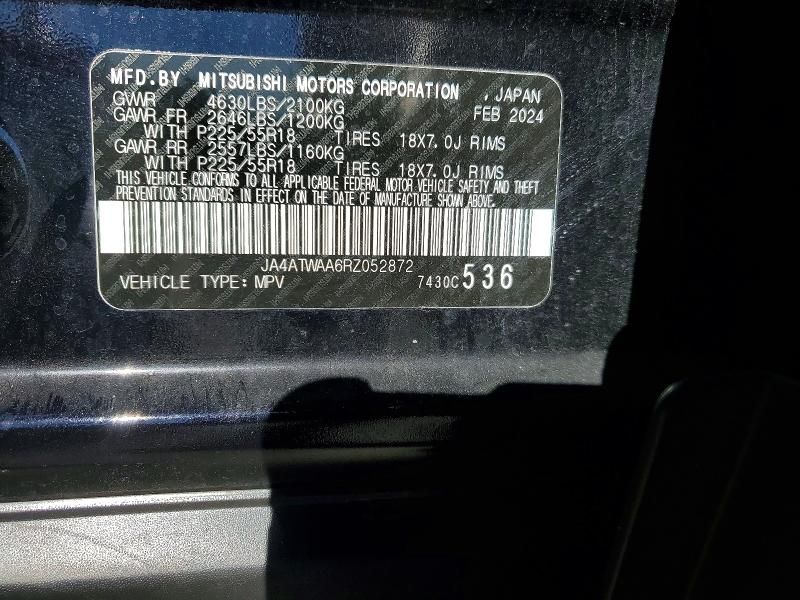 MFD.BY MITSUBISHI MOTORS CORPORATION , JAPAN
GVWR 4630LBS/2100KG FEB 2024
GAWR FR 2646LBS/1200KG
WITH P225/55R18 TIRES 18X7.0J RIMS
GAWR RR 2557LBS/1160KG
WITH P225/55R18 TIRES 18X7.0J RIMS
THIS VEHICLE CONFORMS TO ALL APPLICABLE FEDERAL MOTOR VEHICLE SAFETY AND THEFT
PREVENTION STANDARDS IN EFFECT ON THE DATE OF MANUFACTURE SHOWN ABOVE.
JA4ATWAA6RZ052872
VEHICLE TYPE: MPV 7430C 536